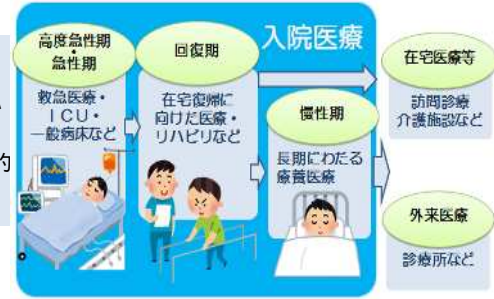 的
入院医療
高度急性期
・
急性期
救急医療・
ICU・
一般病床など
回復期
在宅復帰に
向けた医療・
リハビリなど
慢性期
長期にわたる
療養医療
在宅医療等
訪問診療
介護施設など
外来医療
診療所など